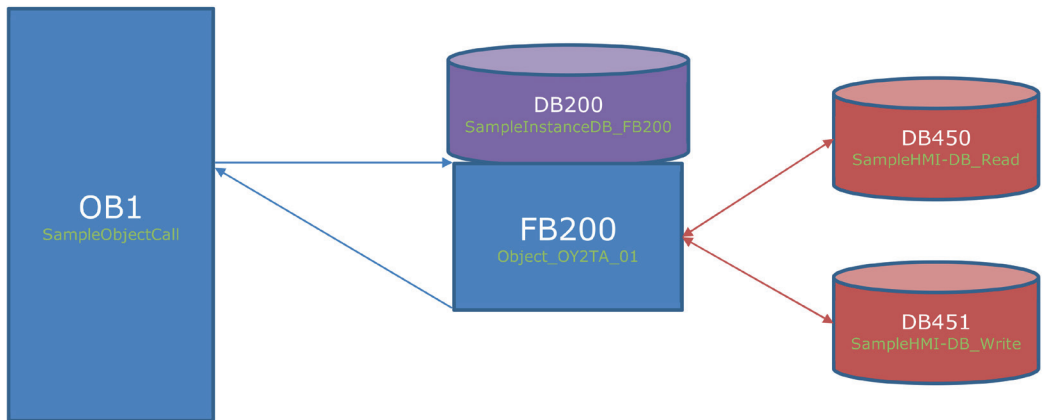 OB1
SampleObjectCall
DB200
SampleInstanceDB_FB200
FB200
Object_OY2TA_01
DB450
SampleHMI-DB_Read
DB451
SampleHMI-DB_Write